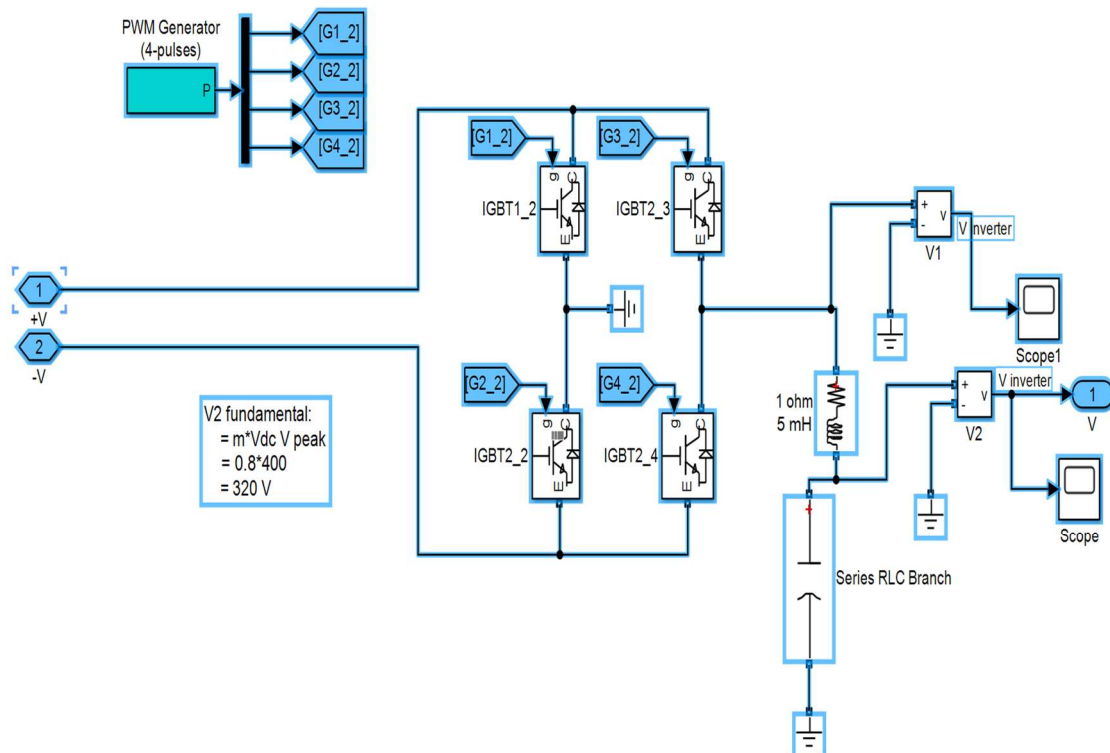 PWM Generator
(4-pulses)
P
[G1_2]
[G2_2]
[G3_2]
[G4_2]
[G1_2]
[G3_2]
g
C
E
IGBT1_2
g
C
E
IGBT2_3
+
-
v
V inverter
V1
Scope1
1
+V
2
-V
[G2_2]
[G4_2]
g
C
E
IGBT2_2
g
C
E
IGBT2_4
1 ohm
5 mH
+
-
v
V inverter
V2
1
V
Scope
V2 fundamental:
= m*Vdc V peak
= 0.8*400
= 320 V
+
+
Series RLC Branch